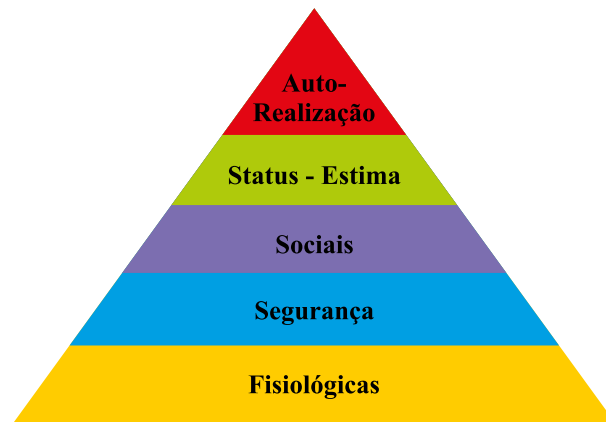 Auto-
Realização
Status - Estima
Sociais
Segurança
Fisiológicas